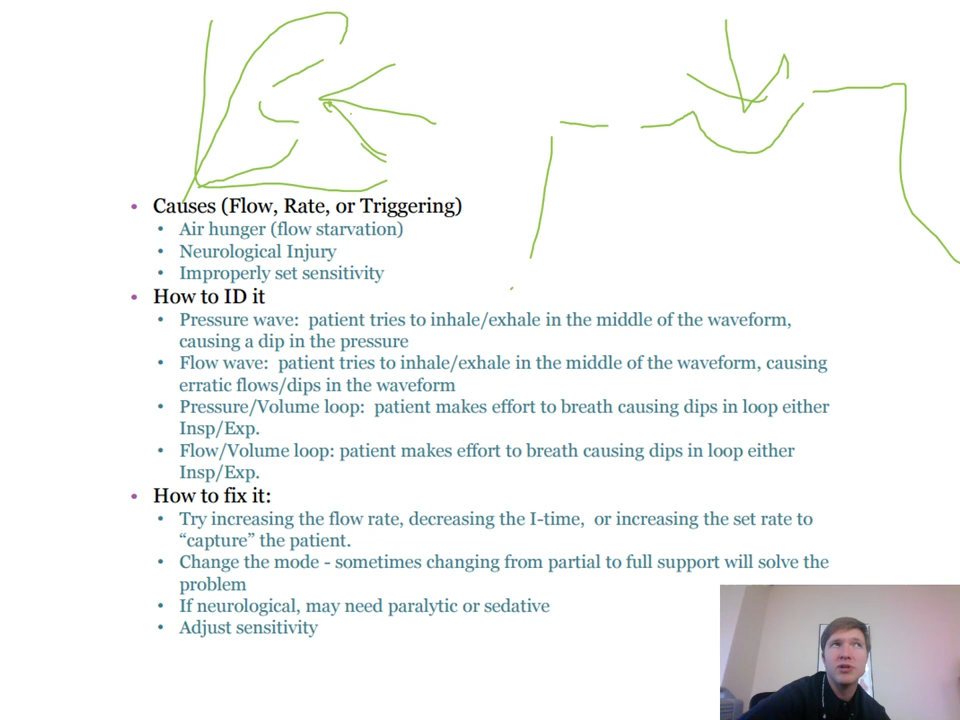 • Causes (Flow, Rate, or Triggering)
• Air hunger (flow starvation)
• Neurological Injury
• Improperly set sensitivity
• How to ID it
• Pressure wave: patient tries to inhale/exhale in the middle of the waveform,
causing a dip in the pressure
• Flow wave: patient tries to inhale/exhale in the middle of the waveform, causing
erratic flows/dips in the waveform
• Pressure/Volume loop: patient makes effort to breath causing dips in loop either
Insp/Exp.
• Flow/Volume loop: patient makes effort to breath causing dips in loop either
Insp/Exp.
• How to fix it:
• Try increasing the flow rate, decreasing the I-time, or increasing the set rate to
“capture” the patient.
• Change the mode - sometimes changing from partial to full support will solve the
problem
• If neurological, may need paralytic or sedative
• Adjust sensitivity